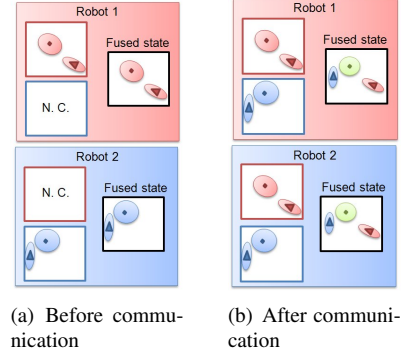 Robot 1
Fused state
N. C.
Robot 2
Fused state
N. C.
(a) Before commu-
nication
Robot 1
Fused state
Robot 2
Fused state
(b) After communi-
cation